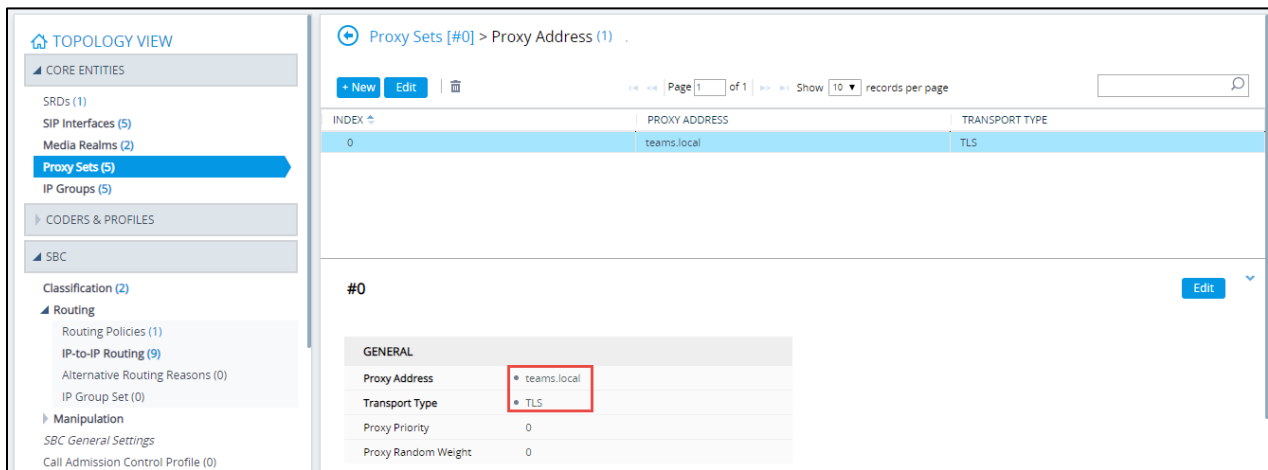 TOPOLOGY VIEW
CORE ENTITIES
SRDs (1)
SIP Interfaces (5)
Media Realms (2)
Proxy Sets (5)
IP Groups (5)
CODERS & PROFILES
SBC
Classification (2)
Routing
Routing Policies (1)
IP-to-IP Routing (9)
Alternative Routing Reasons (0)
IP Group Set (0)
Manipulation
SBC General Settings
Call Admission Control Profile (0)
Proxy Sets [#0] > Proxy Address (1) .
+ New Edit Page 1 of 1 Show 10 records per page
INDEX PROXY ADDRESS TRANSPORT TYPE
0 teams.local TLS
#0 Edit
GENERAL
Proxy Address • teams.local
Transport Type • TLS
Proxy Priority 0
Proxy Random Weight 0